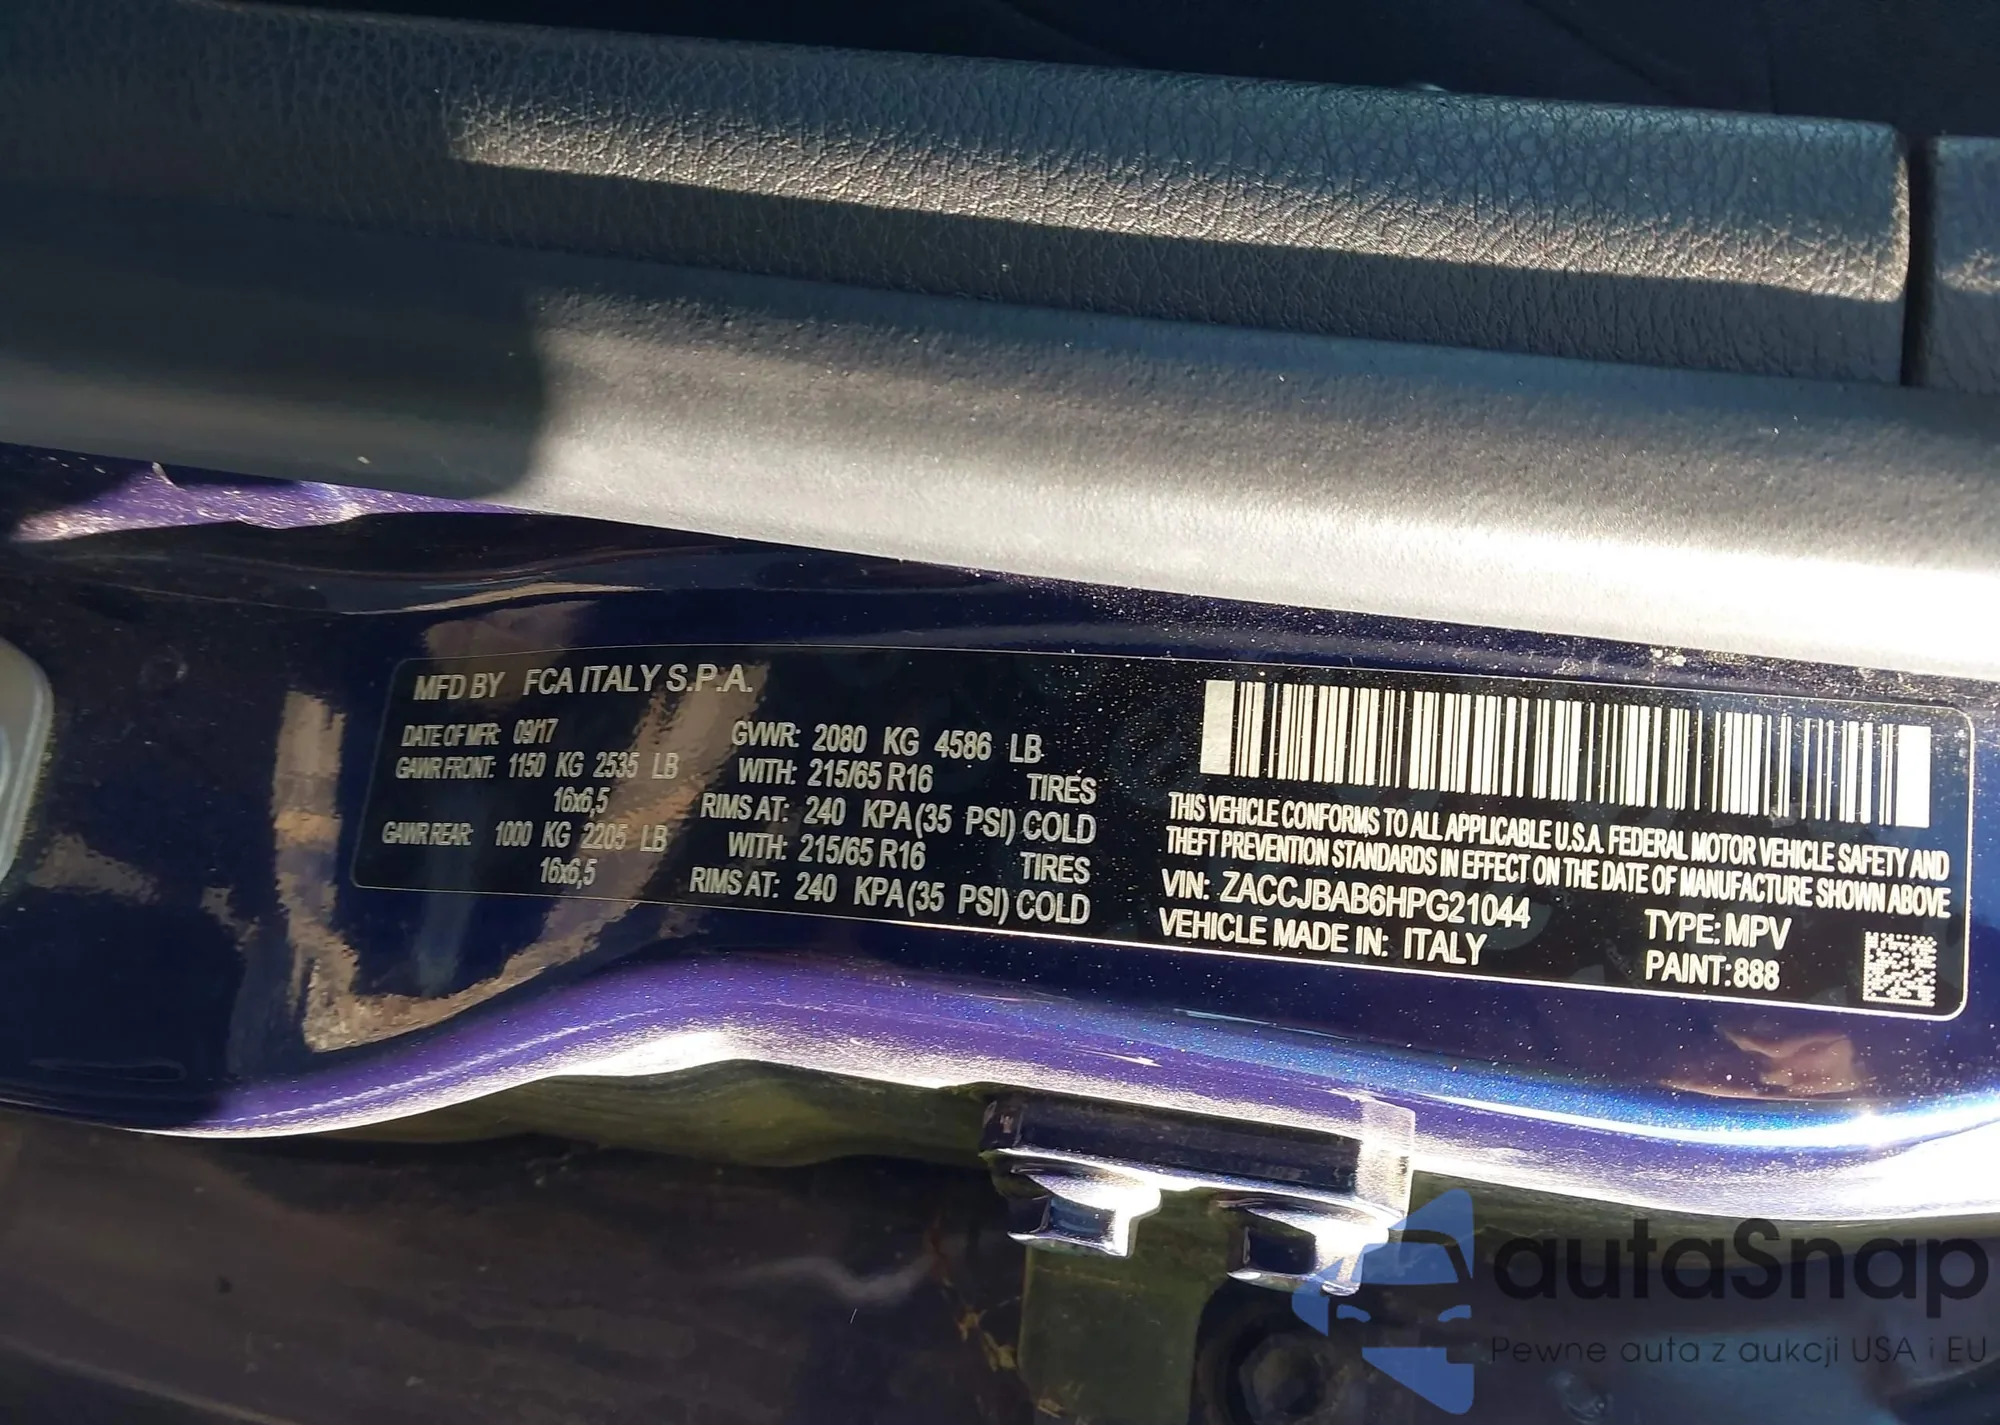 MFD BY FCA ITALY S.P.A.
DATE OF MFR: 09/17
GAWR FRONT: 1150 KG 2535 LB
16x6,5
GAWR REAR: 1000 KG 2205 LB
16x6,5
GVWR: 2080 KG 4586 LB
WITH: 215/65 R16 TIRES
RIMS AT: 240 KPA(35 PSI) COLD
WITH: 215/65 R16 TIRES
RIMS AT: 240 KPA(35 PSI) COLD
THIS VEHICLE CONFORMS TO ALL APPLICABLE U.S.A. FEDERAL MOTOR VEHICLE SAFETY AND
THEFT PREVENTION STANDARDS IN EFFECT ON THE DATE OF MANUFACTURE SHOWN ABOVE
VIN: ZACCJBAB6HPG21044
VEHICLE MADE IN: ITALY
TYPE: MPV
PAINT: 888
autaSnap
Pewne auta z aukcji USA i EU